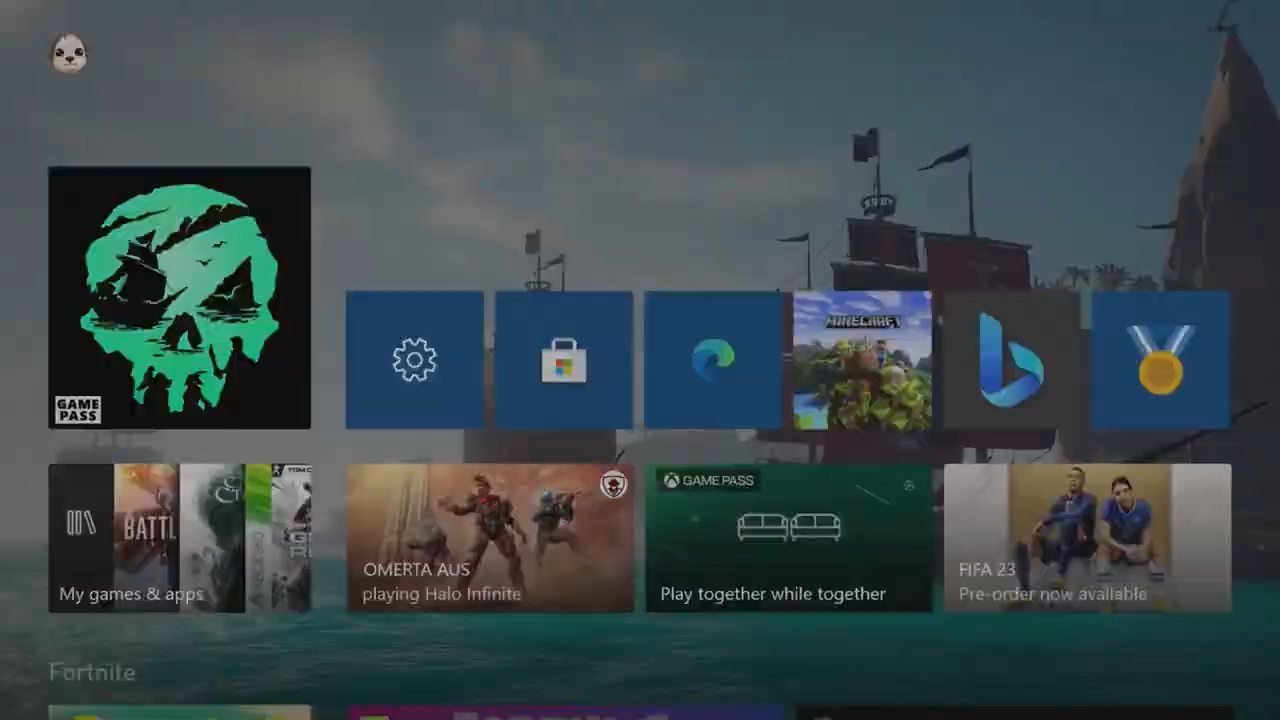 GAME
PASS
MINECRAFT
BATTL
My games & apps
OMERTA AUS
playing Halo Infinite
GAME PASS
Play together while together
FIFA 23
Pre-order now available
Fortnite